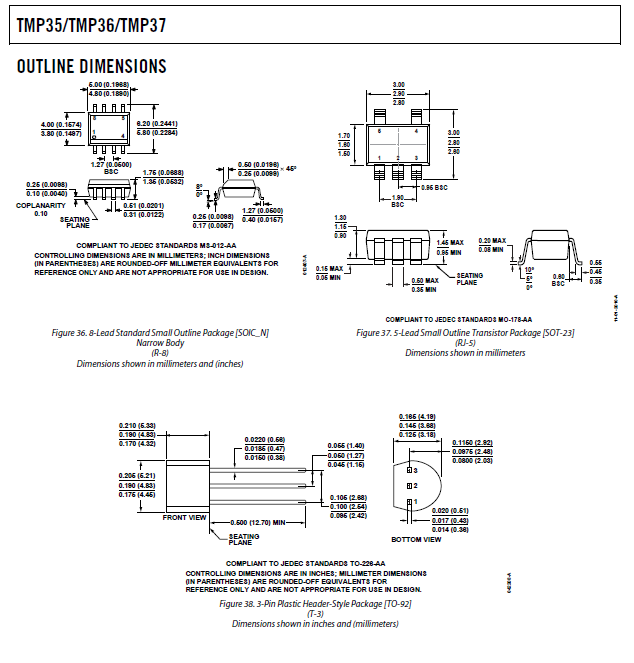 TMP35/TMP36/TMP37
OUTLINE DIMENSIONS
5.00 (0.1968)
4.80 (0.1890)
8 5
1 4
4.00 (0.1574)
3.80 (0.1497)
6.20 (0.2441)
5.80 (0.2284)
1.27 (0.0500)
BSC
1.75 (0.0688)
1.35 (0.0532)
0.25 (0.0098)
0.10 (0.0040)
COPLANARITY
0.10
SEATING
PLANE
0.51 (0.0201)
0.31 (0.0122)
8°
0°
0.50 (0.0196)
0.25 (0.0099) × 45°
0.25 (0.0098)
0.17 (0.0067)
1.27 (0.0500)
0.40 (0.0157)
COMPLIANT TO JEDEC STANDARDS MS-012-AA
CONTROLLING DIMENSIONS ARE IN MILLIMETERS; INCH DIMENSIONS
(IN PARENTHESES) ARE ROUNDED-OFF MILLIMETER EQUIVALENTS FOR
REFERENCE ONLY AND ARE NOT APPROPRIATE FOR USE IN DESIGN.
Figure 36. 8-Lead Standard Small Outline Package [SOIC_N]
Narrow Body
(R-8)
Dimensions shown in millimeters and (inches)
3.00
2.90
2.80
5 4
1 2 3
1.70
1.60
1.50
3.00
2.80
2.60
0.95 BSC
1.90
BSC
1.30
1.15
0.90
1.45 MAX
0.95 MIN
0.15 MAX
0.05 MIN
0.50 MAX
0.35 MIN
SEATING
PLANE
0.20 MAX
0.08 MIN
10°
5°
0°
0.60
BSC
0.55
0.45
0.35
COMPLIANT TO JEDEC STANDARDS MO-178-AA
Figure 37. 5-Lead Small Outline Transistor Package [SOT-23]
(RJ-5)
Dimensions shown in millimeters
0.210 (5.33)
0.190 (4.83)
0.170 (4.32)
0.205 (5.21)
0.190 (4.83)
0.175 (4.45)
FRONT VIEW
0.0220 (0.56)
0.0185 (0.47)
0.0150 (0.38)
0.055 (1.40)
0.050 (1.27)
0.045 (1.15)
0.105 (2.68)
0.100 (2.54)
0.095 (2.42)
0.500 (12.70) MIN
SEATING
PLANE
0.165 (4.19)
0.145 (3.68)
0.125 (3.18)
0.1150 (2.92)
0.0975 (2.48)
0.0800 (2.03)
3
2
1
0.020 (0.51)
0.017 (0.43)
0.014 (0.36)
BOTTOM VIEW
COMPLIANT TO JEDEC STANDARDS TO-226-AA
CONTROLLING DIMENSIONS ARE IN INCHES; MILLIMETER DIMENSIONS
(IN PARENTHESES) ARE ROUNDED-OFF EQUIVALENTS FOR
REFERENCE ONLY AND ARE NOT APPROPRIATE FOR USE IN DESIGN.
Figure 38. 3-Pin Plastic Header-Style Package [TO-92]
(T-3)
Dimensions shown in inches and (millimeters)